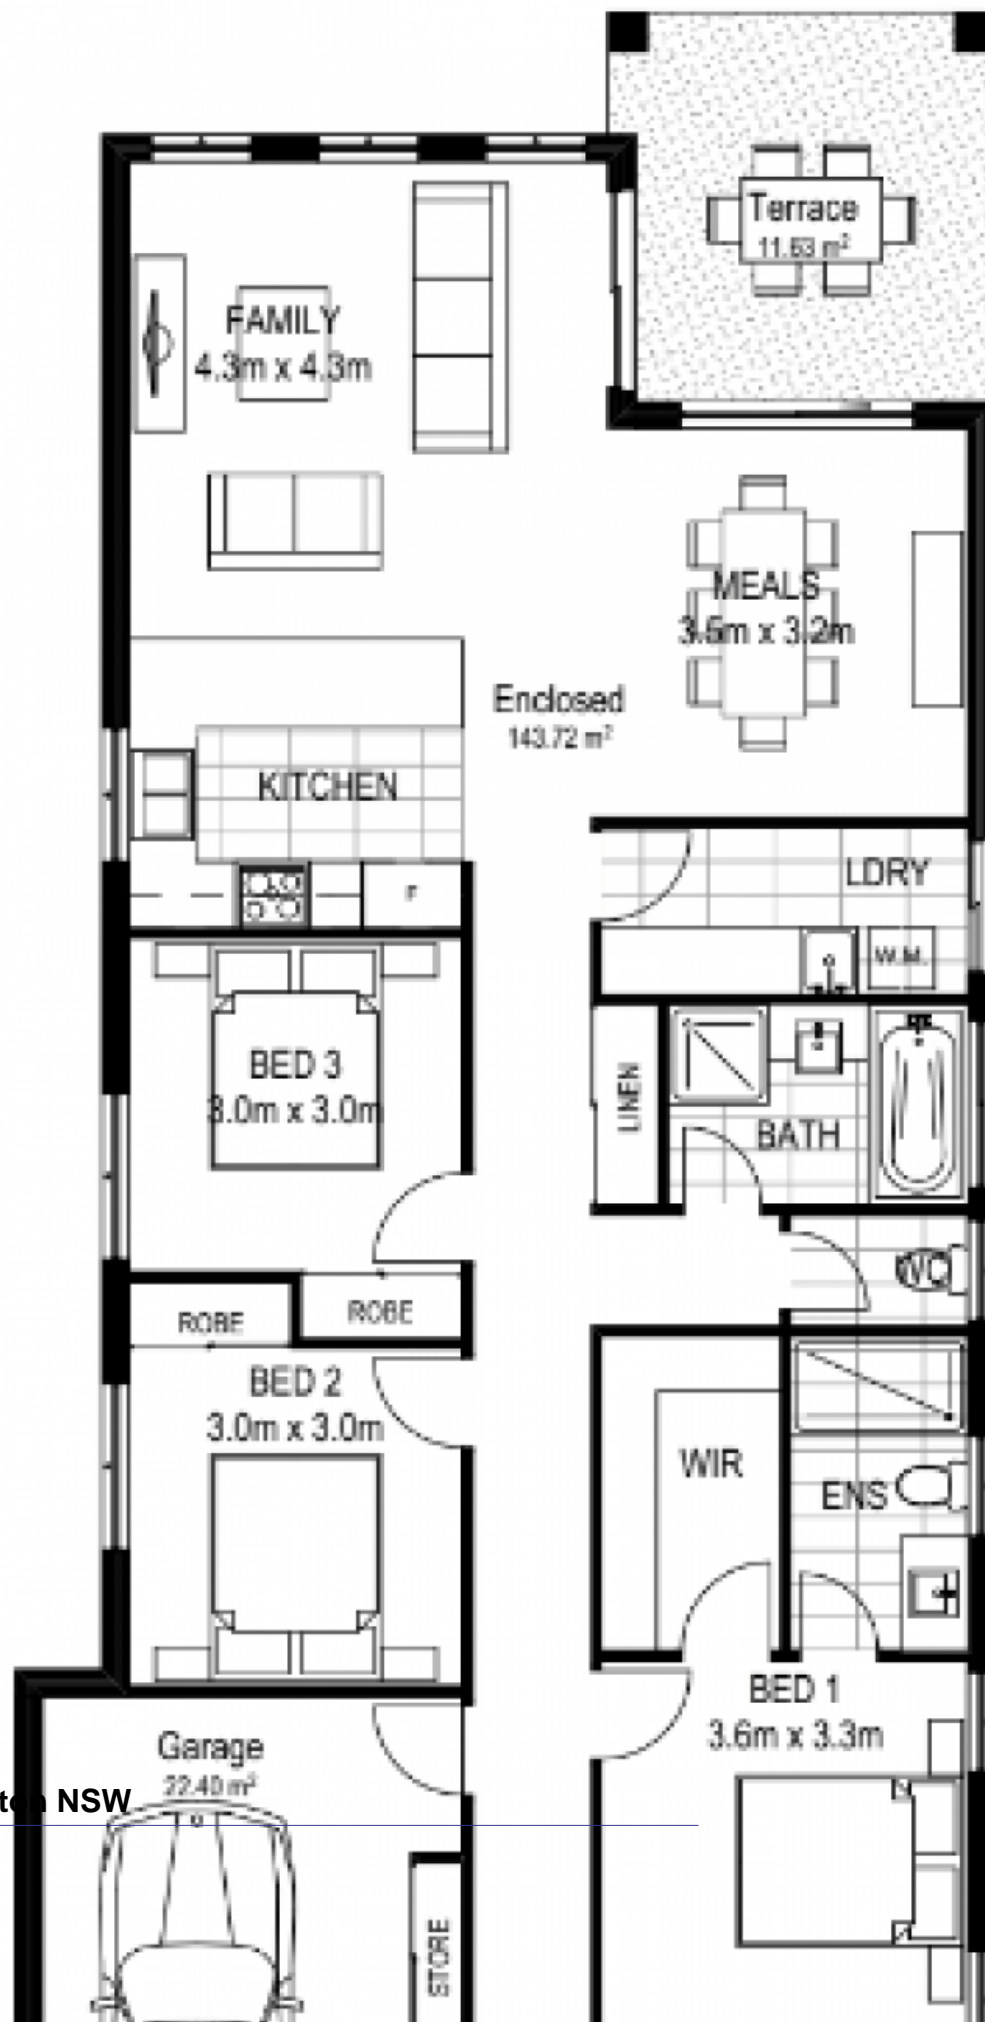 Terrace
11.63 m²
FAMILY
4.3m x 4.3m
MEALS
3.5m x 3.2m
Enclosed
143.72 m²
KITCHEN
F
LDRY
W.M.
BED 3
3.0m x 3.0m
LINEN
BATH
WC
ROBE
ROBE
BED 2
3.0m x 3.0m
WIR
ENS
BED 1
3.6m x 3.3m
Garage
22.40 m²
ton NSW
STORE